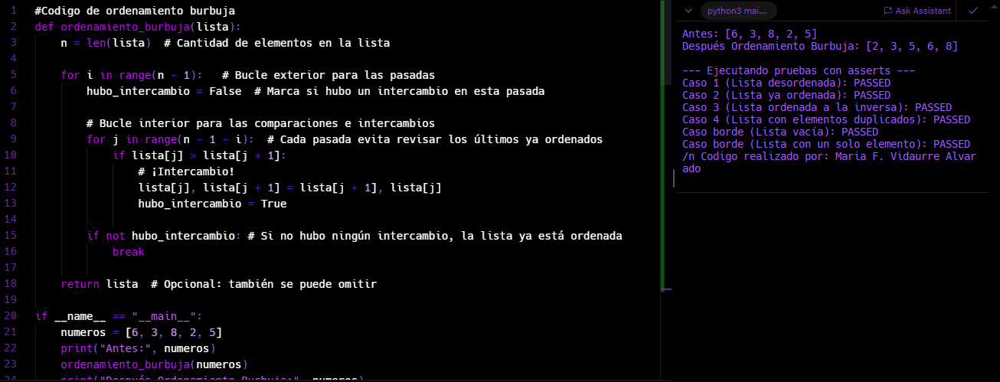 1 #Codigo de ordenamiento burbuja
2 def ordenamiento_burbuja(lista):
3     n = len(lista)  # Cantidad de elementos en la lista
4
5     for i in range(n - 1):   # Bucle exterior para las pasadas
6         hubo_intercambio = False  # Marca si hubo un intercambio en esta pasada
7
8         # Bucle interior para las comparaciones e intercambios
9         for j in range(n - 1 - i):  # Cada pasada evita revisar los últimos ya ordenados
10             if lista[j] > lista[j + 1]:
11                 # ¡Intercambio!
12                 lista[j], lista[j + 1] = lista[j + 1], lista[j]
13                 hubo_intercambio = True
14
15         if not hubo_intercambio: # Si no hubo ningún intercambio, la lista ya está ordenada
16             break
17
18     return lista  # Opcional: también se puede omitir
19
20 if __name__ == "__main__":
21     numeros = [6, 3, 8, 2, 5]
22     print("Antes:", numeros)
23     ordenamiento_burbuja(numeros)
24     print("Después Ordenamiento Burbuja:", numeros)
python3 mai... Ask Assistant
Antes: [6, 3, 8, 2, 5]
Después Ordenamiento Burbuja: [2, 3, 5, 6, 8]
--- Ejecutando pruebas con asserts ---
Caso 1 (Lista desordenada): PASSED
Caso 2 (Lista ya ordenada): PASSED
Caso 3 (Lista ordenada a la inversa): PASSED
Caso 4 (Lista con elementos duplicados): PASSED
Caso borde (Lista vacía): PASSED
Caso borde (Lista con un solo elemento): PASSED
/n Codigo realizado por: Maria F. Vidaurre Alvar
ado